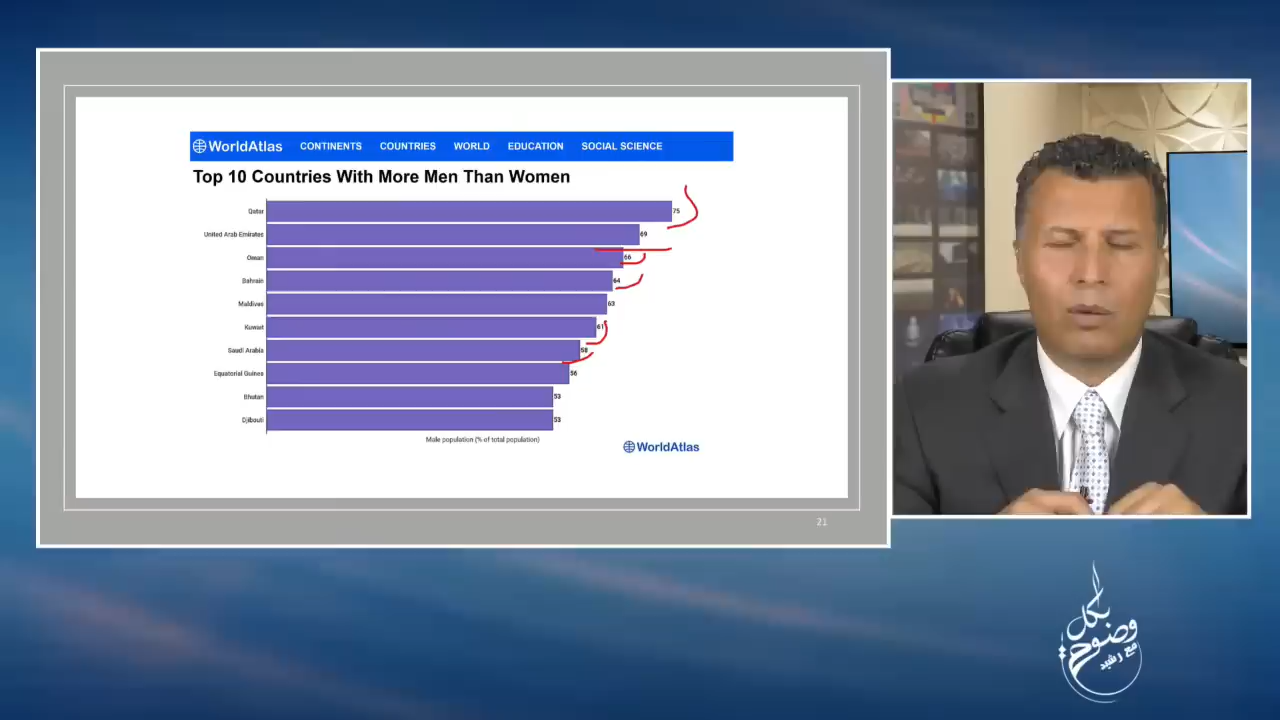 WorldAtlas CONTINENTS COUNTRIES WORLD EDUCATION SOCIAL SCIENCE
Top 10 Countries With More Men Than Women
Qatar 75
United Arab Emirates 69
Oman 66
Bahrain 64
Maldives 63
Kuwait 61
Saudi Arabia 58
Equatorial Guinea 56
Bhutan 53
Djibouti 53
Male population (% of total population)
WorldAtlas
21
بكل
وضوح
مع رشيد